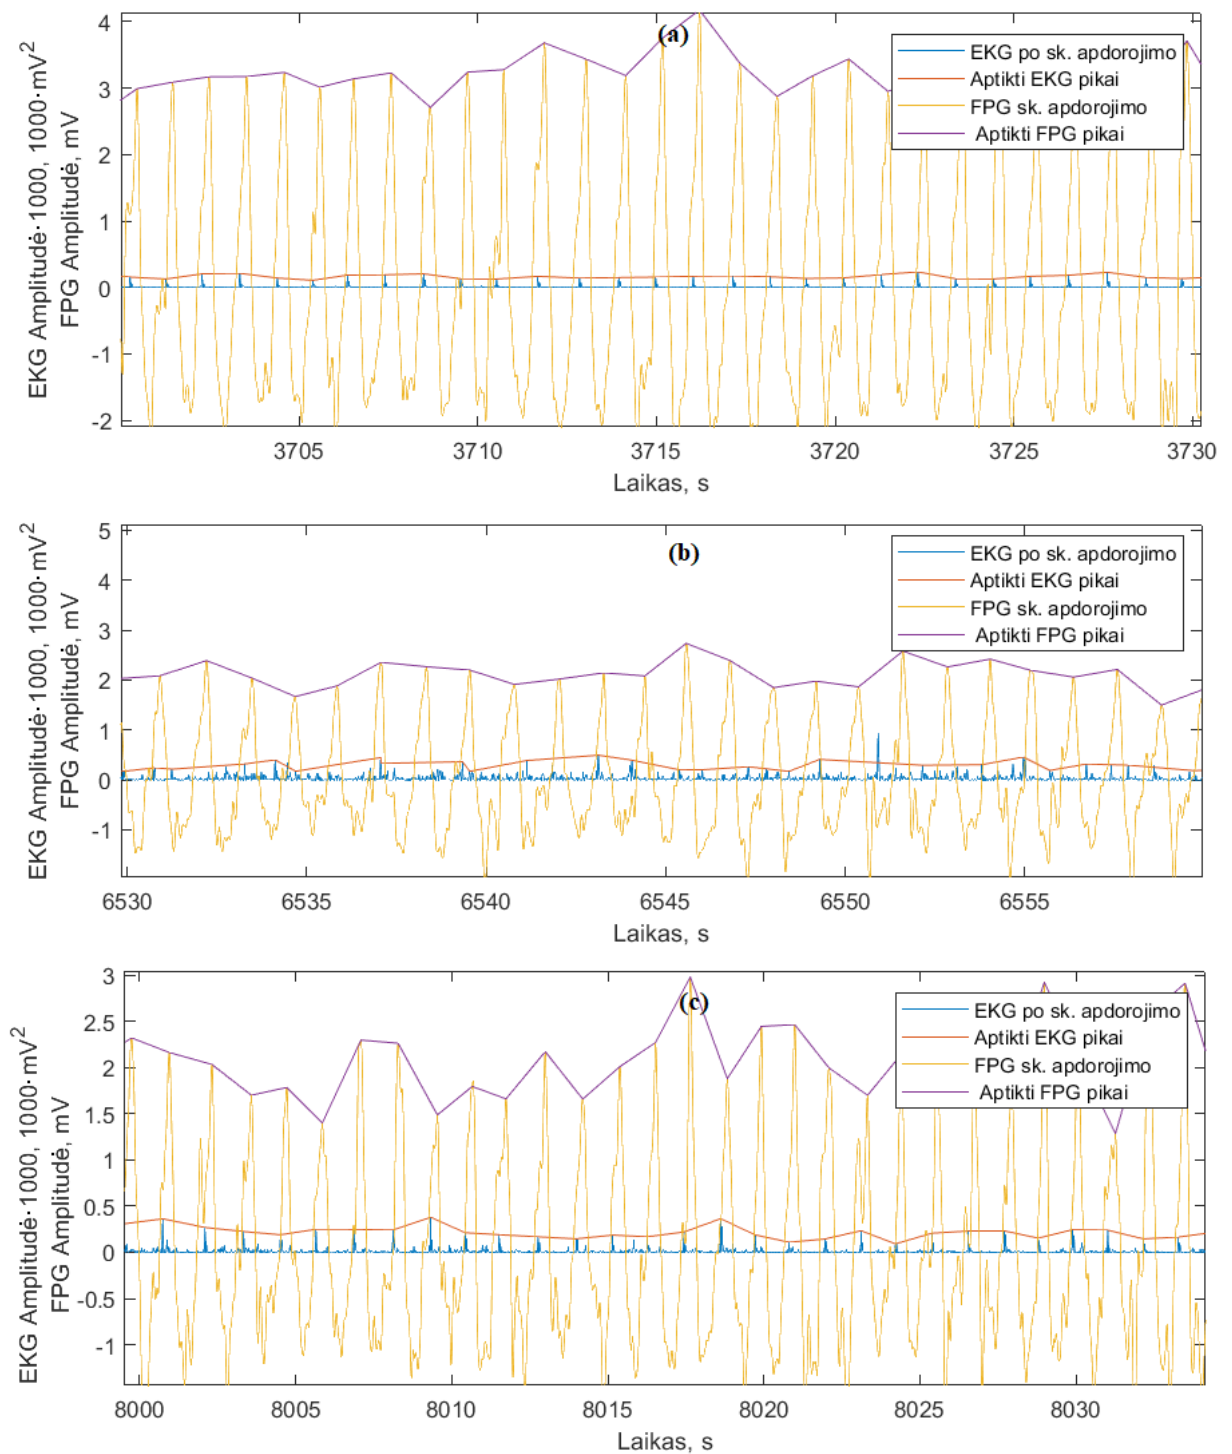 EKG Amplitudė·1000, 1000·mV²
FPG Amplitudė, mV
(a)
EKG po sk. apdorojimo
Aptikti EKG pikai
FPG sk. apdorojimo
Aptikti FPG pikai
4
3
2
1
0
-1
-2
3705 3710 3715 3720 3725 3730
Laikas, s
EKG Amplitudė·1000, 1000·mV²
FPG Amplitudė, mV
(b)
EKG po sk. apdorojimo
Aptikti EKG pikai
FPG sk. apdorojimo
Aptikti FPG pikai
5
4
3
2
1
0
-1
6530 6535 6540 6545 6550 6555
Laikas, s
EKG Amplitudė·1000, 1000·mV²
FPG Amplitudė, mV
(c)
EKG po sk. apdorojimo
Aptikti EKG pikai
FPG sk. apdorojimo
Aptikti FPG pikai
3
2.5
2
1.5
1
0.5
0
-0.5
-1
8000 8005 8010 8015 8020 8025 8030
Laikas, s